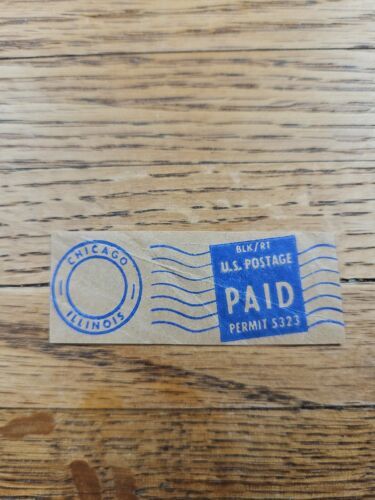 CHICAGO
ILLINOIS
BLK/RT
U.S. POSTAGE
PAID
PERMIT 5323